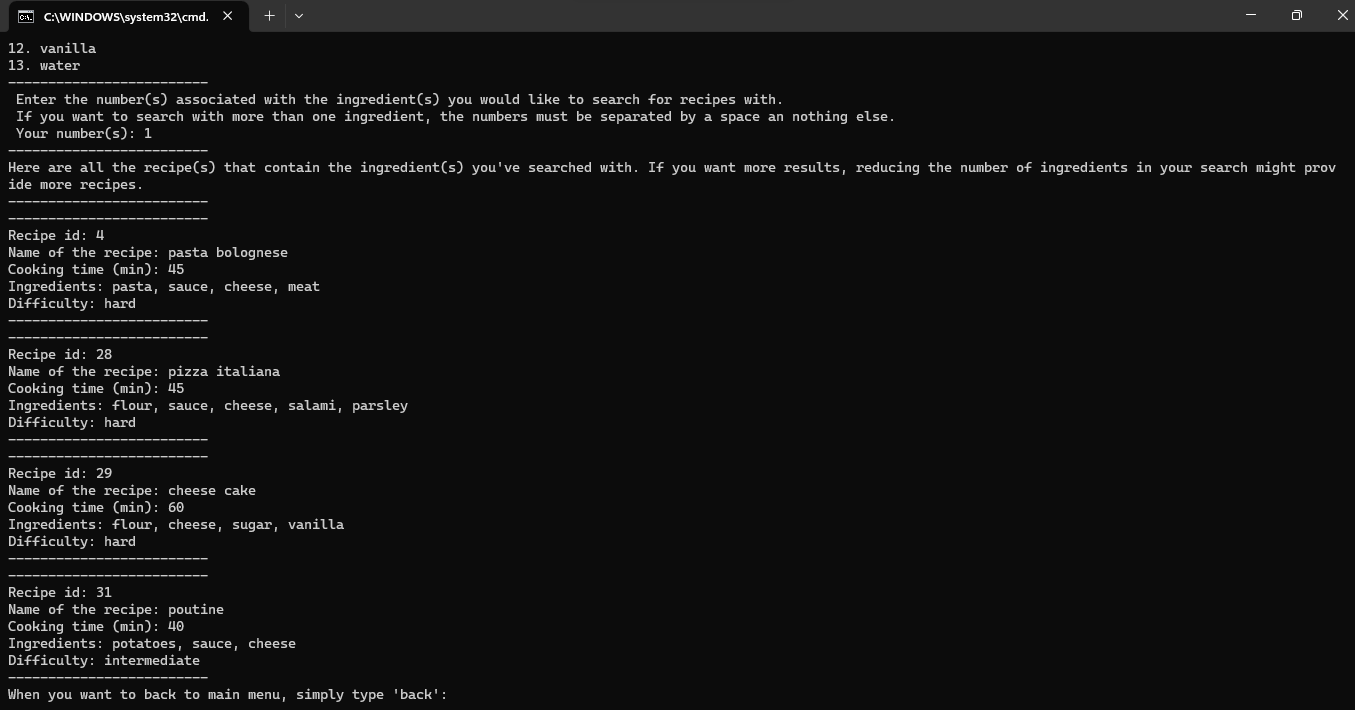 C:\WINDOWS\system32\cmd.
12. vanilla
13. water
-------------------------
Enter the number(s) associated with the ingredient(s) you would like to search for recipes with.
If you want to search with more than one ingredient, the numbers must be separated by a space an nothing else.
Your number(s): 1
-------------------------
Here are all the recipe(s) that contain the ingredient(s) you've searched with. If you want more results, reducing the number of ingredients in your search might prov
ide more recipes.
-------------------------
-------------------------
Recipe id: 4
Name of the recipe: pasta bolognese
Cooking time (min): 45
Ingredients: pasta, sauce, cheese, meat
Difficulty: hard
-------------------------
-------------------------
Recipe id: 28
Name of the recipe: pizza italiana
Cooking time (min): 45
Ingredients: flour, sauce, cheese, salami, parsley
Difficulty: hard
-------------------------
-------------------------
Recipe id: 29
Name of the recipe: cheese cake
Cooking time (min): 60
Ingredients: flour, cheese, sugar, vanilla
Difficulty: hard
-------------------------
-------------------------
Recipe id: 31
Name of the recipe: poutine
Cooking time (min): 40
Ingredients: potatoes, sauce, cheese
Difficulty: intermediate
-------------------------
When you want to back to main menu, simply type 'back':